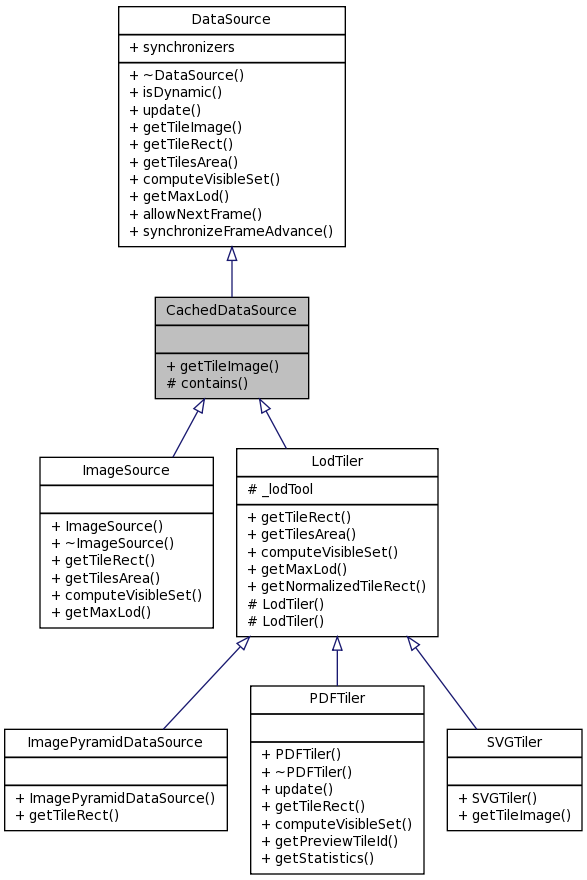 DataSource
+ synchronizers
+ ~DataSource()
+ isDynamic()
+ update()
+ getTileImage()
+ getTileRect()
+ getTilesArea()
+ computeVisibleSet()
+ getMaxLod()
+ allowNextFrame()
+ synchronizeFrameAdvance()
CachedDataSource
+ getTileImage()
# contains()
ImageSource
+ ImageSource()
+ ~ImageSource()
+ getTileRect()
+ getTilesArea()
+ computeVisibleSet()
+ getMaxLod()
LodTiler
# _lodTool
+ getTileRect()
+ getTilesArea()
+ computeVisibleSet()
+ getMaxLod()
+ getNormalizedTileRect()
# LodTiler()
# LodTiler()
ImagePyramidDataSource
+ ImagePyramidDataSource()
+ getTileRect()
PDFTiler
+ PDFTiler()
+ ~PDFTiler()
+ update()
+ getTileRect()
+ computeVisibleSet()
+ getPreviewTileId()
+ getStatistics()
SVGTiler
+ SVGTiler()
+ getTileImage()